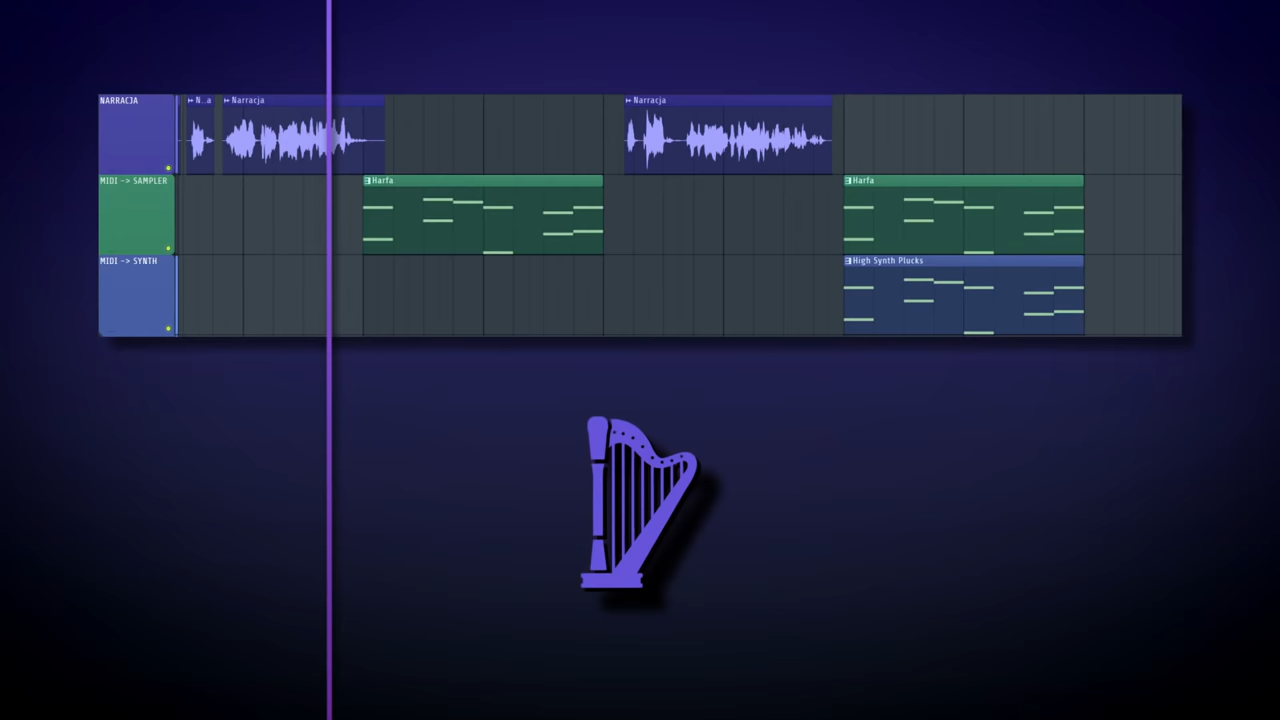 NARRACJA
N..a
Narracja
Narracja
MIDI -> SAMPLER
Harfa
Harfa
MIDI -> SYNTH
High Synth Plucks